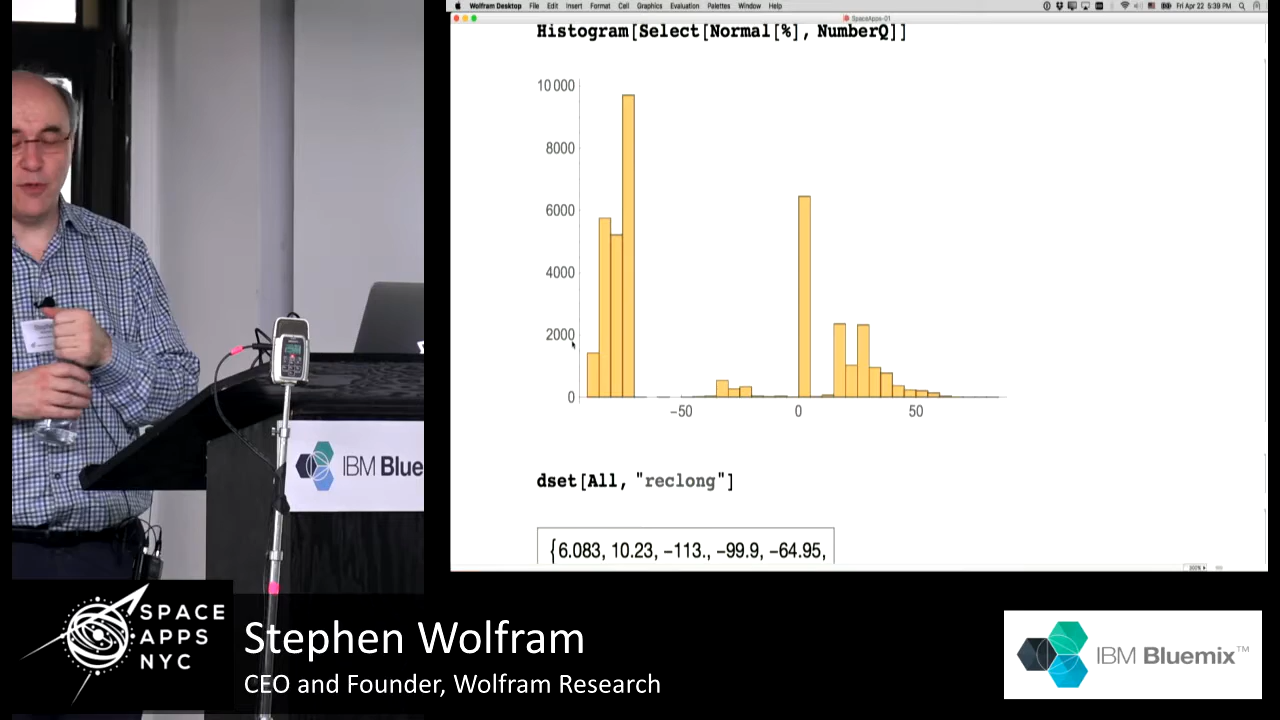 Wolfram Desktop File Edit Insert Format Cell Graphics Evaluation Palettes Window Help
Fri Apr 22 5:39 PM
SpaceApps-01
Histogram[Select[Normal[%], NumberQ]]
10 000
8000
6000
4000
2000
0
−50 0 50
dset[All, "reclong"]
{6.083, 10.23, −113., −99.9, −64.95,
IBM Blue
SPACE
APPS
NYC
Stephen Wolfram
CEO and Founder, Wolfram Research
IBM Bluemix™